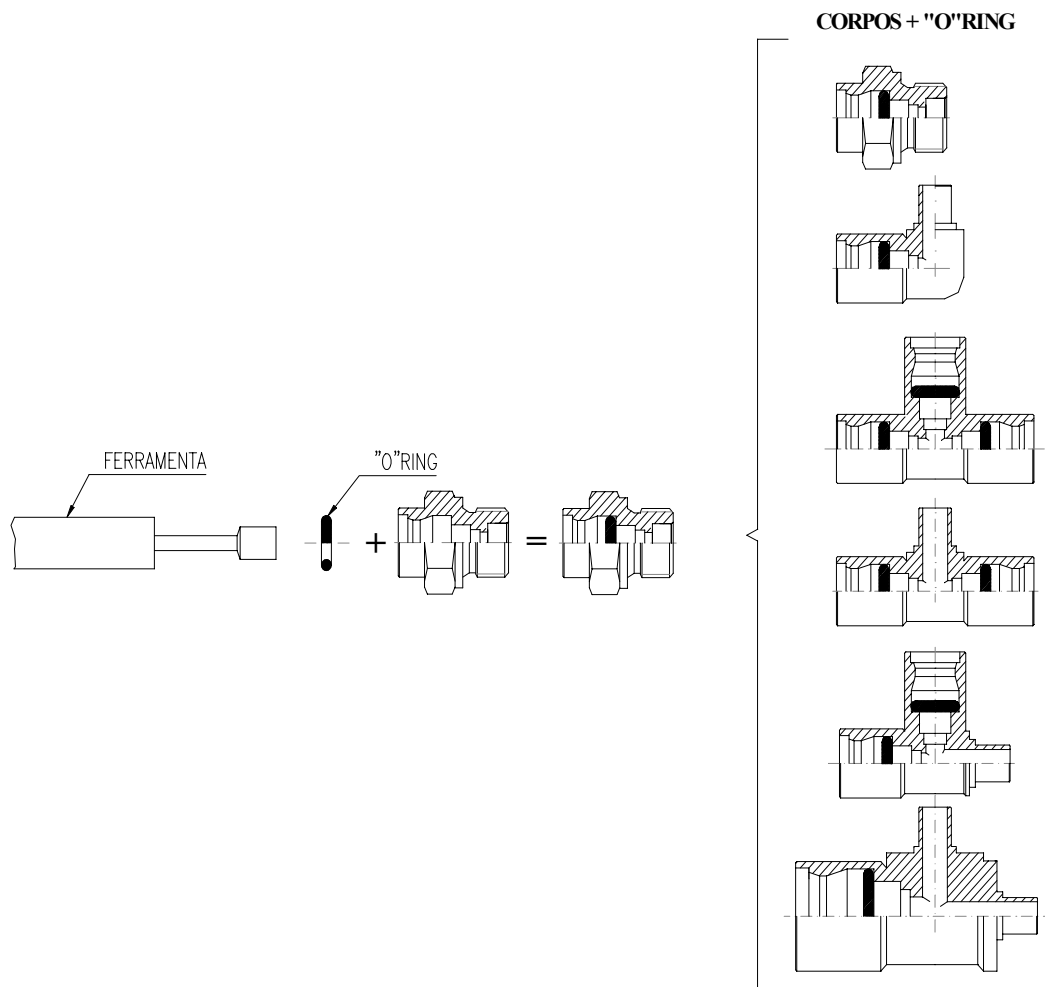 CORPOS + "O"RING
FERRAMENTA
"O"RING
+
=